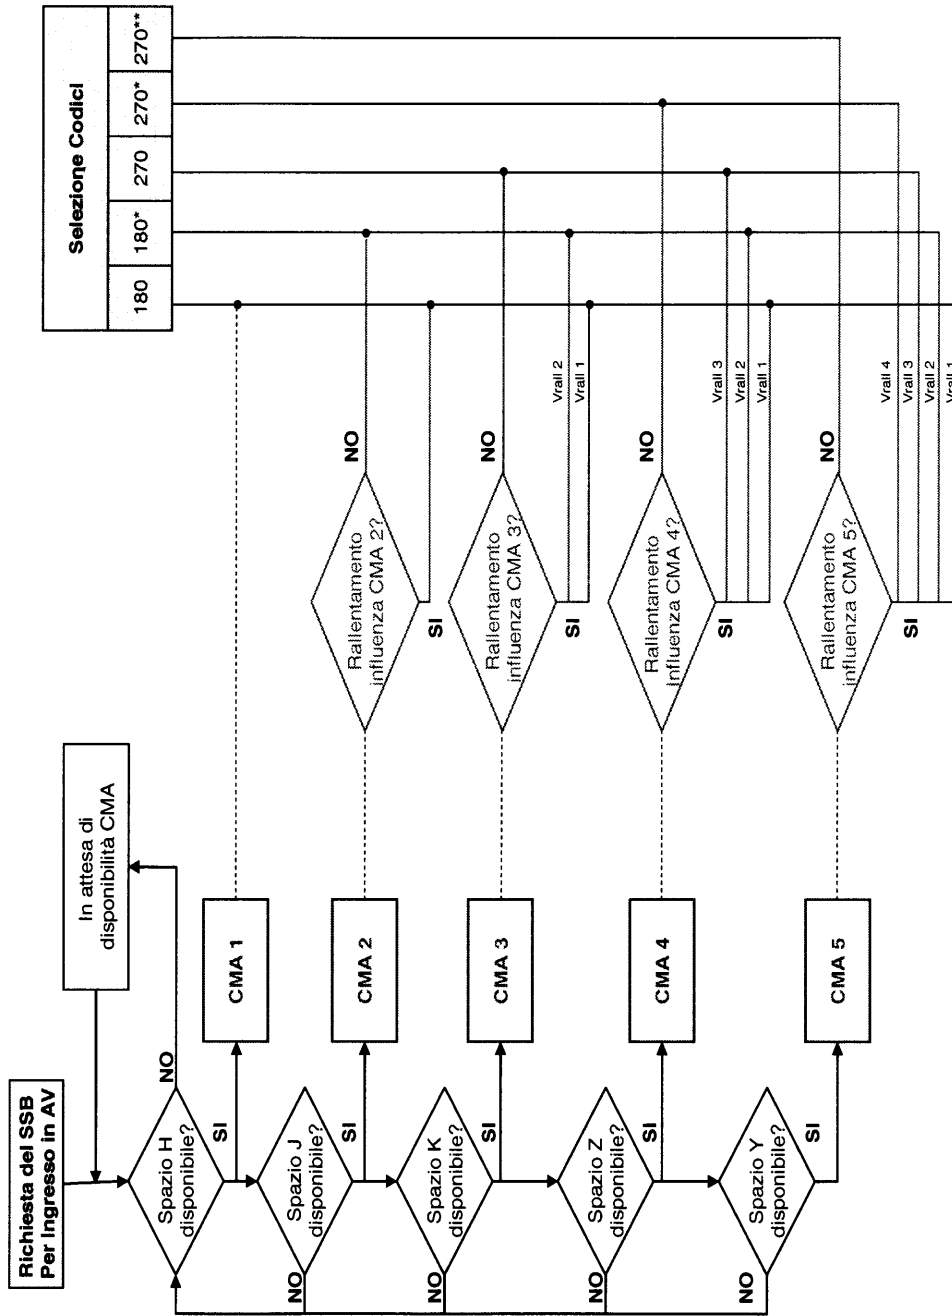 Richiesta del SSB
Per Ingresso in AV
In attesa di
disponibilità CMA
Selezione Codici
180
180*
270
270*
270**
Spazio H
disponibile?
NO
SI
CMA 1
Spazio J
disponibile?
NO
SI
CMA 2
Rallentamento
influenza CMA 2?
NO
SI
Spazio K
disponibile?
NO
SI
CMA 3
Rallentamento
influenza CMA 3?
NO
SI
Vrall 2
Vrall 1
Spazio Z
disponibile?
NO
SI
CMA 4
Rallentamento
influenza CMA 4?
NO
SI
Vrall 3
Vrall 2
Vrall 1
Spazio Y
disponibile?
NO
SI
CMA 5
Rallentamento
influenza CMA 5?
NO
SI
Vrall 4
Vrall 3
Vrall 2
Vrall 1